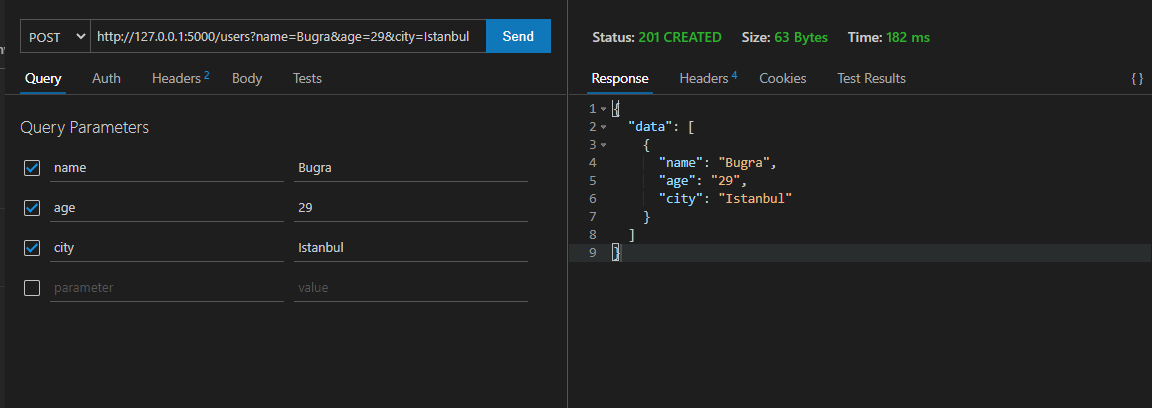 POST http://127.0.0.1:5000/users?name=Bugra&age=29&city=Istanbul Send
Query Auth Headers 2 Body Tests
Query Parameters
name Bugra
age 29
city Istanbul
parameter value
Status: 201 CREATED Size: 63 Bytes Time: 182 ms
Response Headers 4 Cookies Test Results {}
1 {
2 "data": [
3 {
4 "name": "Bugra",
5 "age": "29",
6 "city": "Istanbul"
7 }
8 ]
9 }